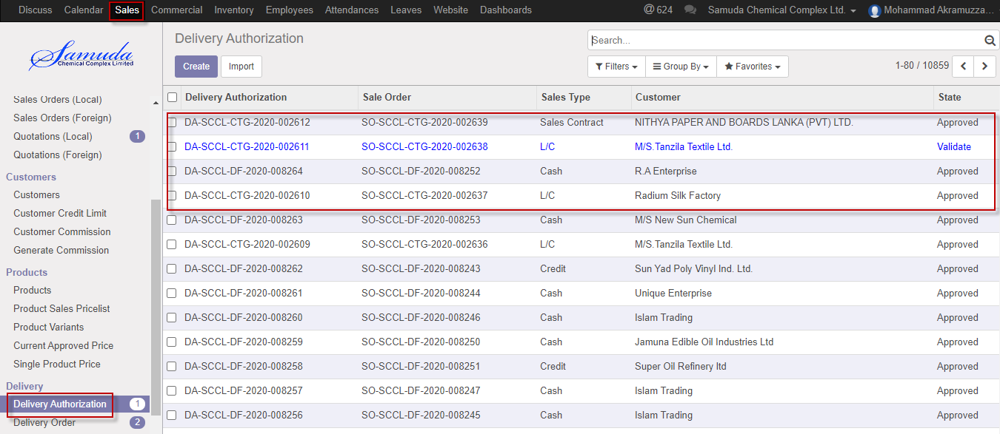 Discuss Calendar Sales Commercial Inventory Employees Attendances Leaves Website Dashboards @ 624 Samuda Chemical Complex Ltd. Mohammad Akramuzza...
Samuda
Chemical Complex Limited
Sales Orders (Local)
Sales Orders (Foreign)
Quotations (Local) 1
Quotations (Foreign)
Customers
Customers
Customer Credit Limit
Customer Commission
Generate Commission
Products
Products
Product Sales Pricelist
Product Variants
Current Approved Price
Single Product Price
Delivery
Delivery Authorization 1
Delivery Order 2
Delivery Authorization
Search...
Create Import
Filters Group By Favorites 1-80 / 10859
Delivery Authorization Sale Order Sales Type Customer State
DA-SCCL-CTG-2020-002612 SO-SCCL-CTG-2020-002639 Sales Contract NITHYA PAPER AND BOARDS LANKA (PVT) LTD. Approved
DA-SCCL-CTG-2020-002611 SO-SCCL-CTG-2020-002638 L/C M/S.Tanzila Textile Ltd. Validate
DA-SCCL-DF-2020-008264 SO-SCCL-DF-2020-008252 Cash R.A Enterprise Approved
DA-SCCL-CTG-2020-002610 SO-SCCL-CTG-2020-002637 L/C Radium Silk Factory Approved
DA-SCCL-DF-2020-008263 SO-SCCL-DF-2020-008253 Cash M/S New Sun Chemical Approved
DA-SCCL-CTG-2020-002609 SO-SCCL-CTG-2020-002636 L/C M/S.Tanzila Textile Ltd. Approved
DA-SCCL-DF-2020-008262 SO-SCCL-DF-2020-008243 Credit Sun Yad Poly Vinyl Ind. Ltd. Approved
DA-SCCL-DF-2020-008261 SO-SCCL-DF-2020-008244 Cash Unique Enterprise Approved
DA-SCCL-DF-2020-008260 SO-SCCL-DF-2020-008246 Cash Islam Trading Approved
DA-SCCL-DF-2020-008259 SO-SCCL-DF-2020-008250 Cash Jamuna Edible Oil Industries Ltd Approved
DA-SCCL-DF-2020-008258 SO-SCCL-DF-2020-008251 Credit Super Oil Refinery ltd Approved
DA-SCCL-DF-2020-008257 SO-SCCL-DF-2020-008247 Cash Islam Trading Approved
DA-SCCL-DF-2020-008256 SO-SCCL-DF-2020-008245 Cash Islam Trading Approved